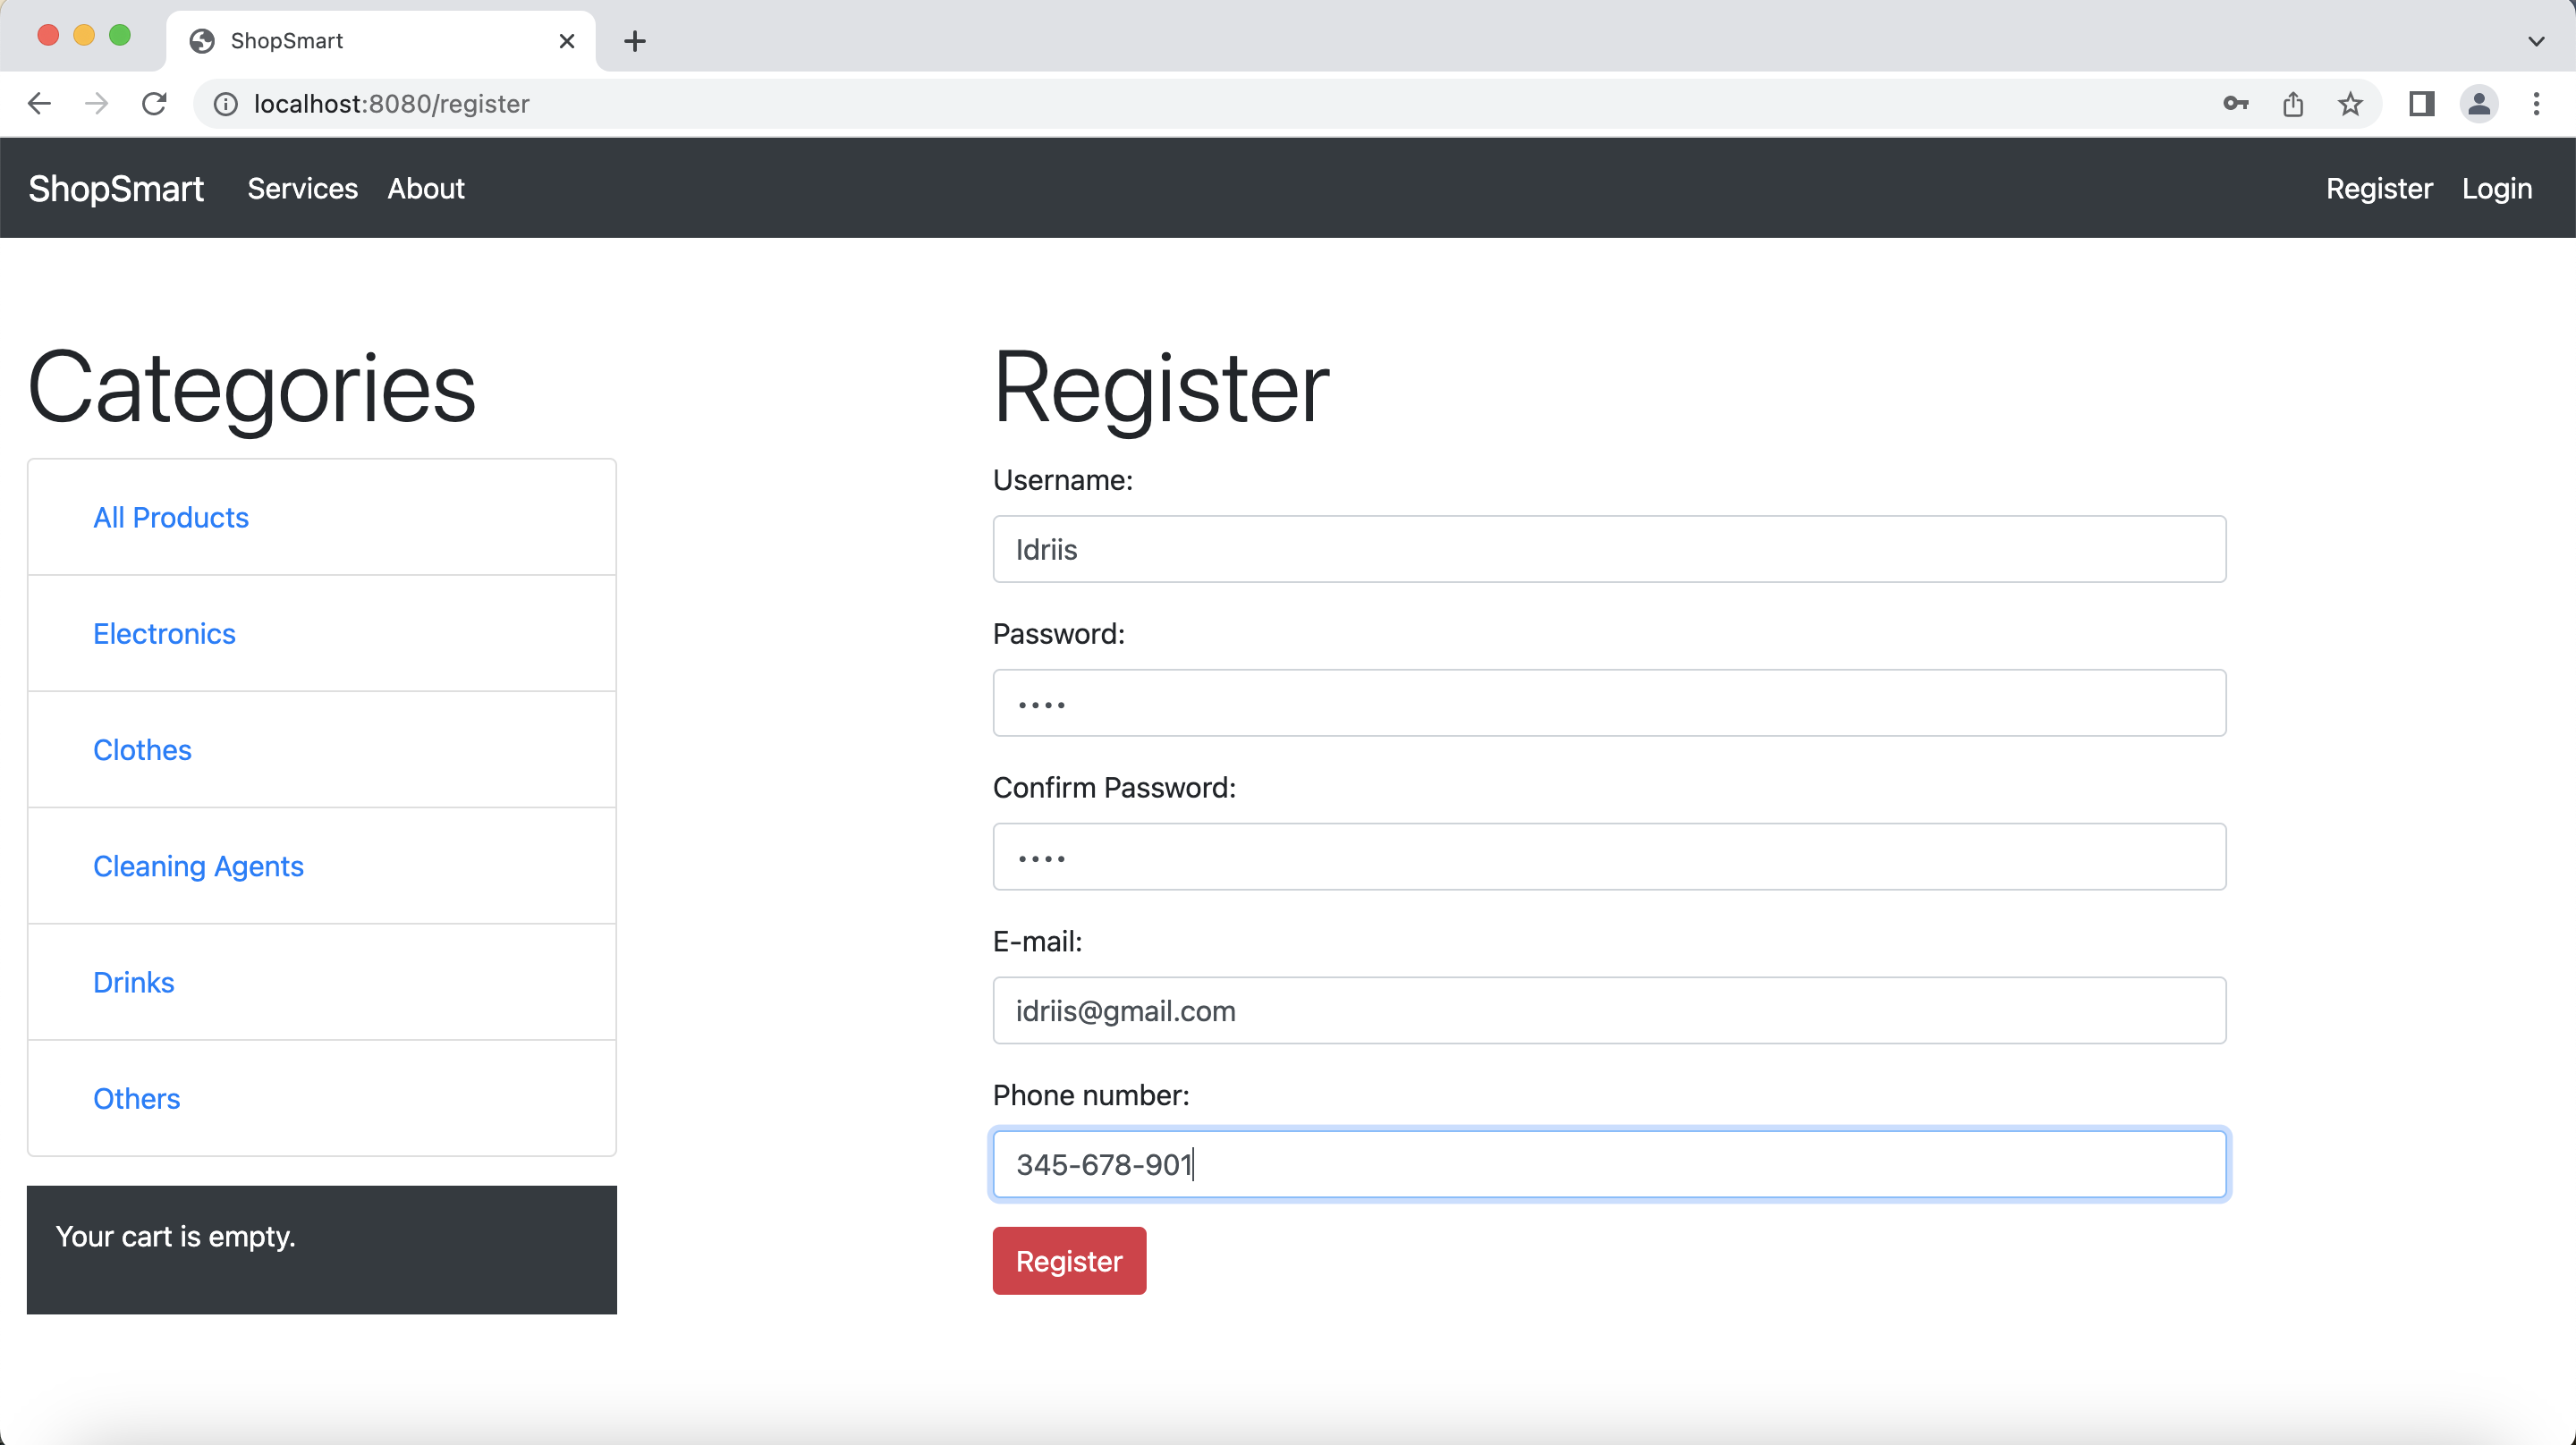 ShopSmart
localhost:8080/register
ShopSmart Services About Register Login
Categories
All Products
Electronics
Clothes
Cleaning Agents
Drinks
Others
Your cart is empty.
Register
Username:
Idriis
Password:
••••
Confirm Password:
••••
E-mail:
idriis@gmail.com
Phone number:
345-678-901
Register